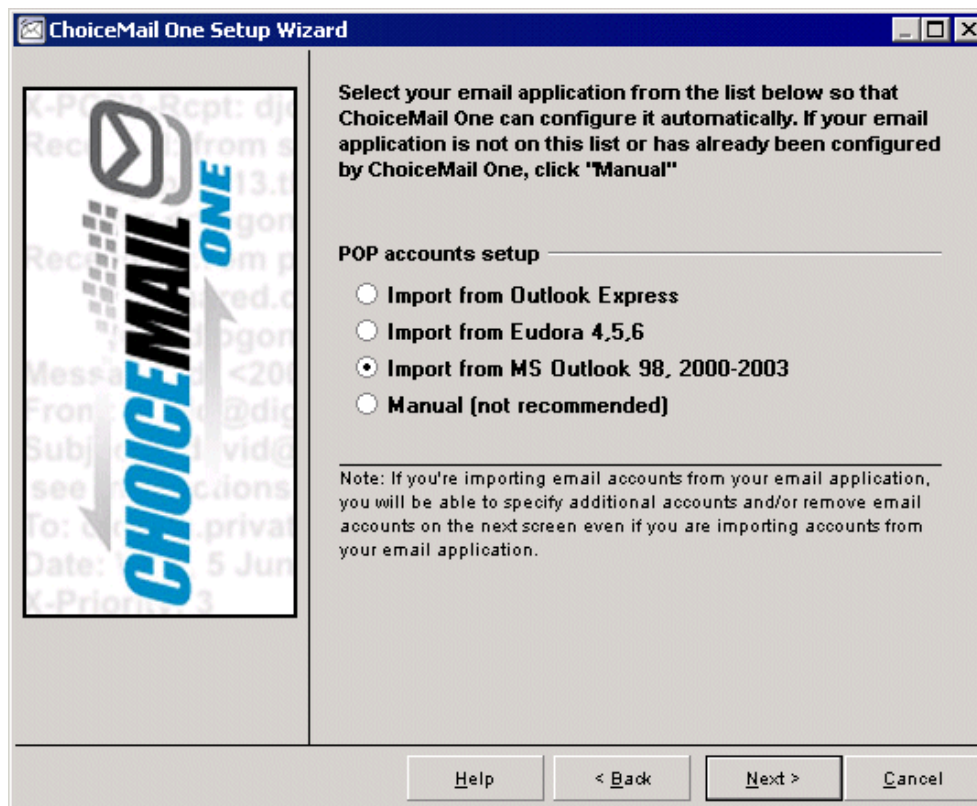 ChoiceMail One Setup Wizard
Select your email application from the list below so that
ChoiceMail One can configure it automatically. If your email
application is not on this list or has already been configured
by ChoiceMail One, click "Manual"
POP accounts setup
Import from Outlook Express
Import from Eudora 4,5,6
Import from MS Outlook 98, 2000-2003
Manual (not recommended)
Note: If you're importing email accounts from your email application,
you will be able to specify additional accounts and/or remove email
accounts on the next screen even if you are importing accounts from
your email application.
CHOICEMAIL
ONE
Help
< Back
Next >
Cancel